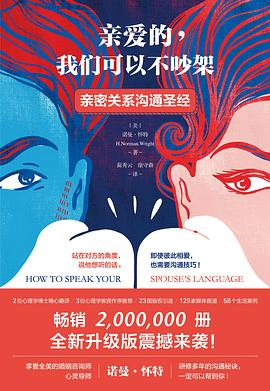 亲爱的，
我们可以不吵架
亲密关系沟通圣经
［美］
诺曼·怀特
H.Norman.Wright
—著—
蔺秀云 徐守森
—译—
站在对方的角度，
说他想听的话。
即使彼此相爱，
也需要沟通技巧！
HOW TO SPEAK YOUR SPOUSE'S LANGUAGE
2位心理学博士精心翻译 3位心理学教授作序推荐 23国版权引进 129家媒体报道 58个生活案例
畅销 2,000,000 册
全新升级版震撼来袭！
享誉全美的婚姻咨询师
心灵导师
诺曼·怀特
研修多年的沟通秘诀，
一定可以帮到你！